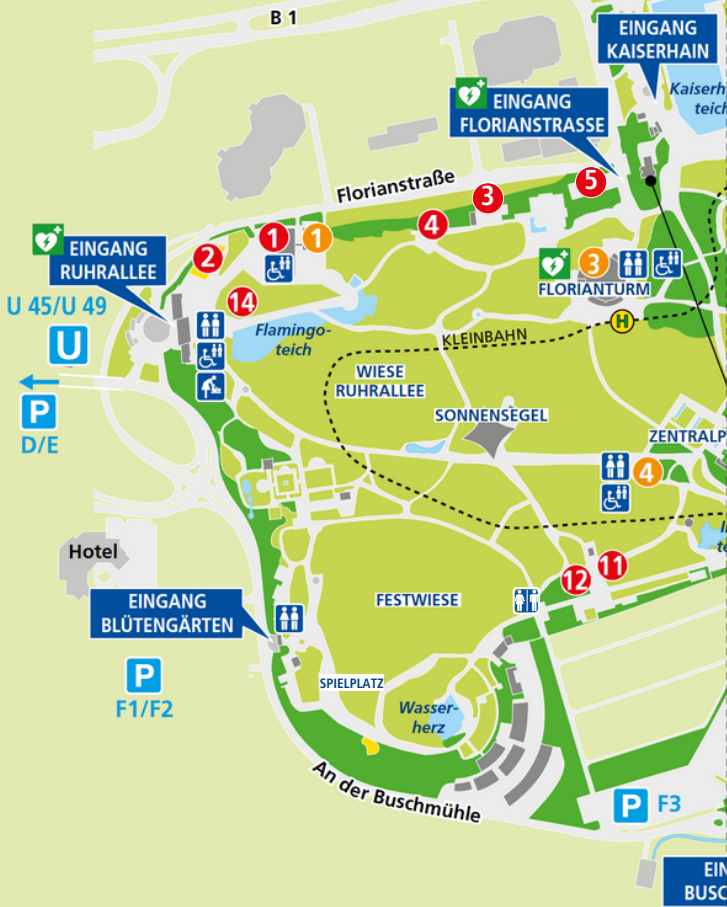 B 1
EINGANG
KAISERHAIN
Kaiserh
teich
EINGANG
FLORIANSTRASSE
Florianstraße
5
3
4
1
1
2
EINGANG
RUHRALLEE
3
FLORIANTURM
14
U 45/U 49
U
Flamingo-
teich
H
KLEINBAHN
WIESE
RUHRALLEE
P
D/E
SONNENSEGEL
ZENTRALP
4
Hotel
11
12
EINGANG
BLÜTENGÄRTEN
FESTWIESE
P
F1/F2
SPIELPLATZ
Wasser-
herz
An der Buschmühle
P F3
EIN
BUSC